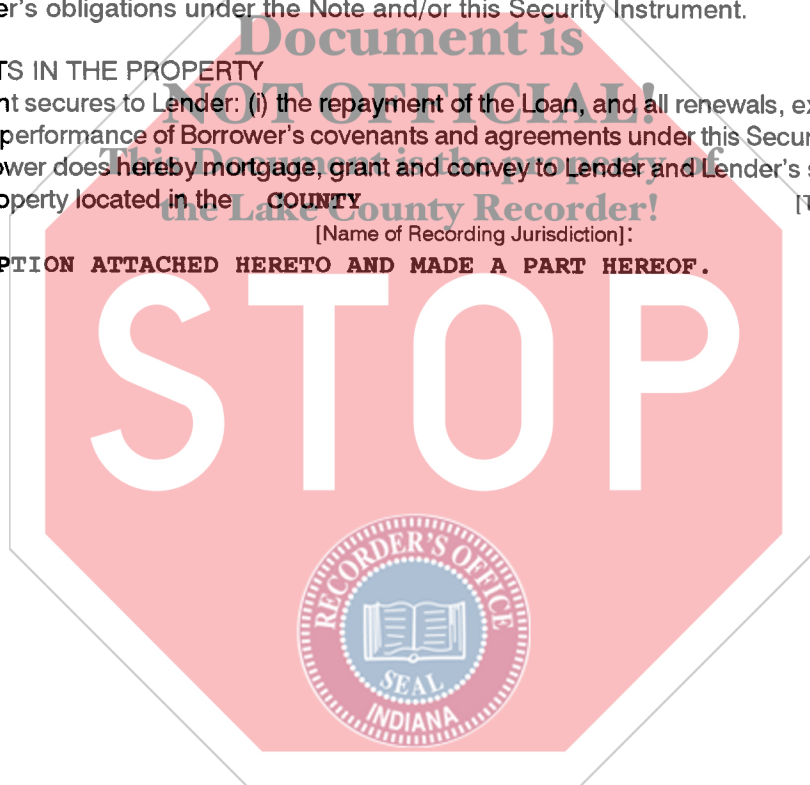 er's obligations under the Note and/or this Security Instrument.
Document is
TS IN THE PROPERTY
NOT OFFICIAL!
nt secures to Lender: (i) the repayment of the Loan, and all renewals, ex
performance of Borrower's covenants and agreements under this Secur
This Document is the property of
ower does hereby mortgage, grant and convey to Lender and Lender's s
operty located in the COUNTY [T
the Lake County Recorder!
[Name of Recording Jurisdiction]:
PTION ATTACHED HERETO AND MADE A PART HEREOF.
STOP
RECORDER'S OFFICE
SEAL
INDIANA